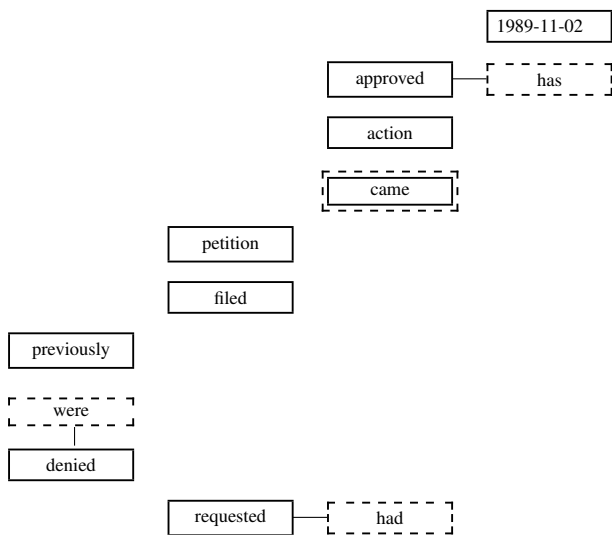 1989-11-02
approved has
action
came
petition
filed
previously
were
denied
requested had